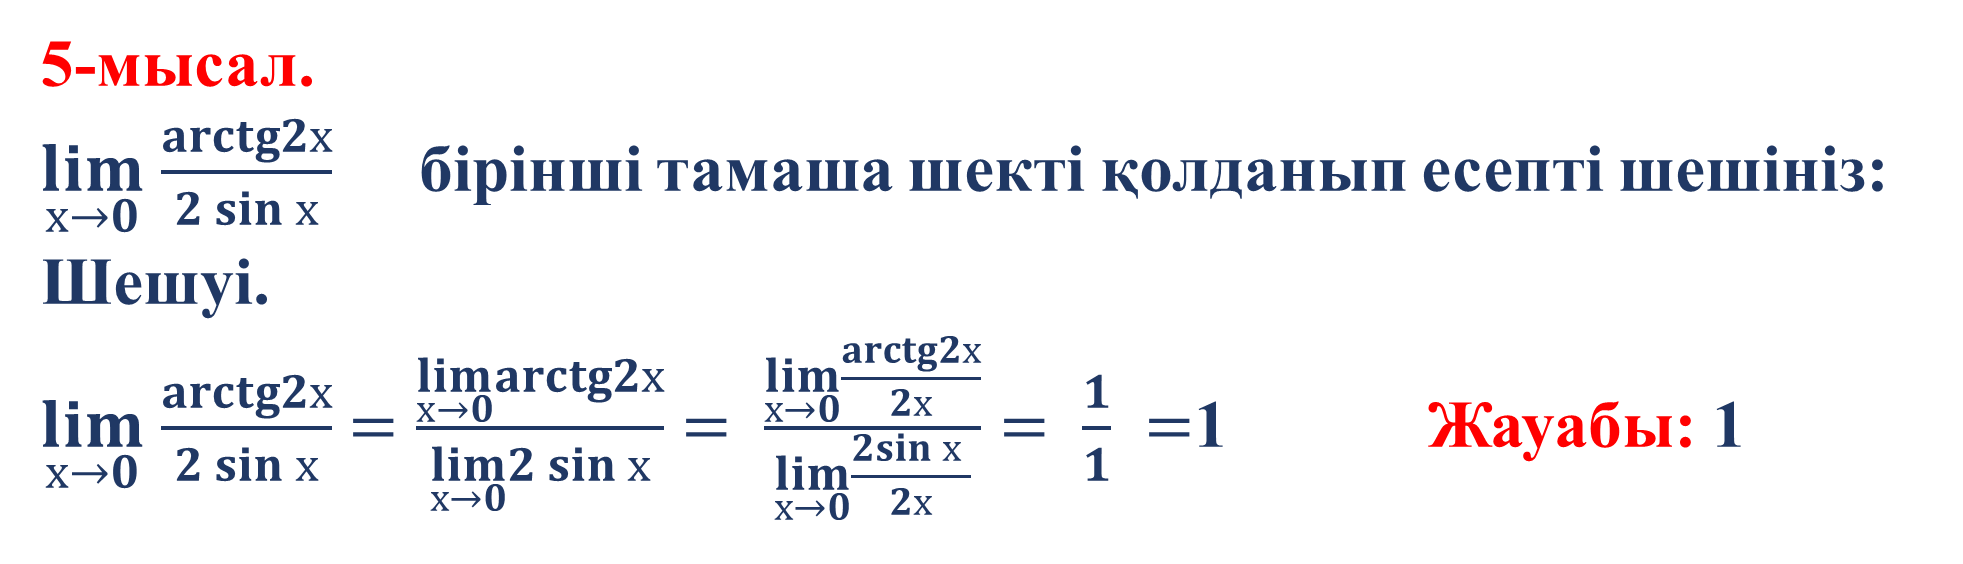 5-мысал.
lim x→0 arctg2x / 2 sin x бірінші тамаша шекті қолданып есепті шешініз:
Шешуі.
lim x→0 arctg2x / 2 sin x = lim x→0 arctg2x / lim x→0 2 sin x = lim x→0 arctg2x / 2x / lim x→0 2sin x / 2x = 1 / 1 =1 Жауабы: 1